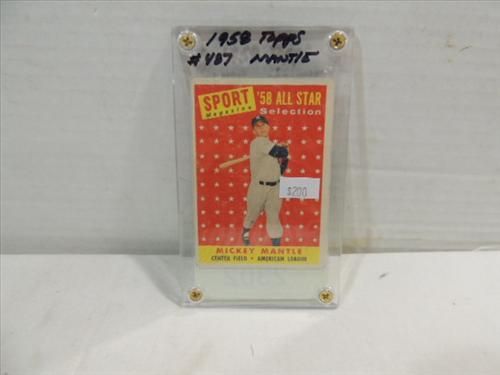 1958 TOPPS
#487 MANTLE
SPORT '58 ALL STAR
Magazine Selection
$200
MICKEY MANTLE
CENTER FIELD • AMERICAN LEAGUE